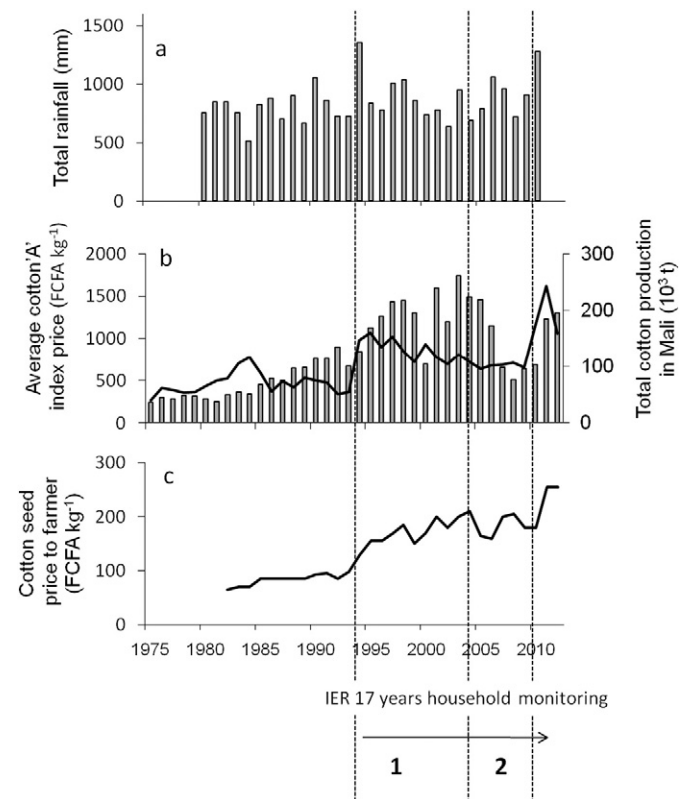 a
Total rainfall (mm)
1500
1000
500
0
b
Average cotton'A'
index price (FCFA kg-1)
2000
1500
1000
500
0
300
200
100
0
Total cotton production
in Mali (10³ t)
c
Cotton seed
price to farmer
(FCFA kg-1)
300
200
100
0
1975 1980 1985 1990 1995 2000 2005 2010
IER 17 years household monitoring
1 2